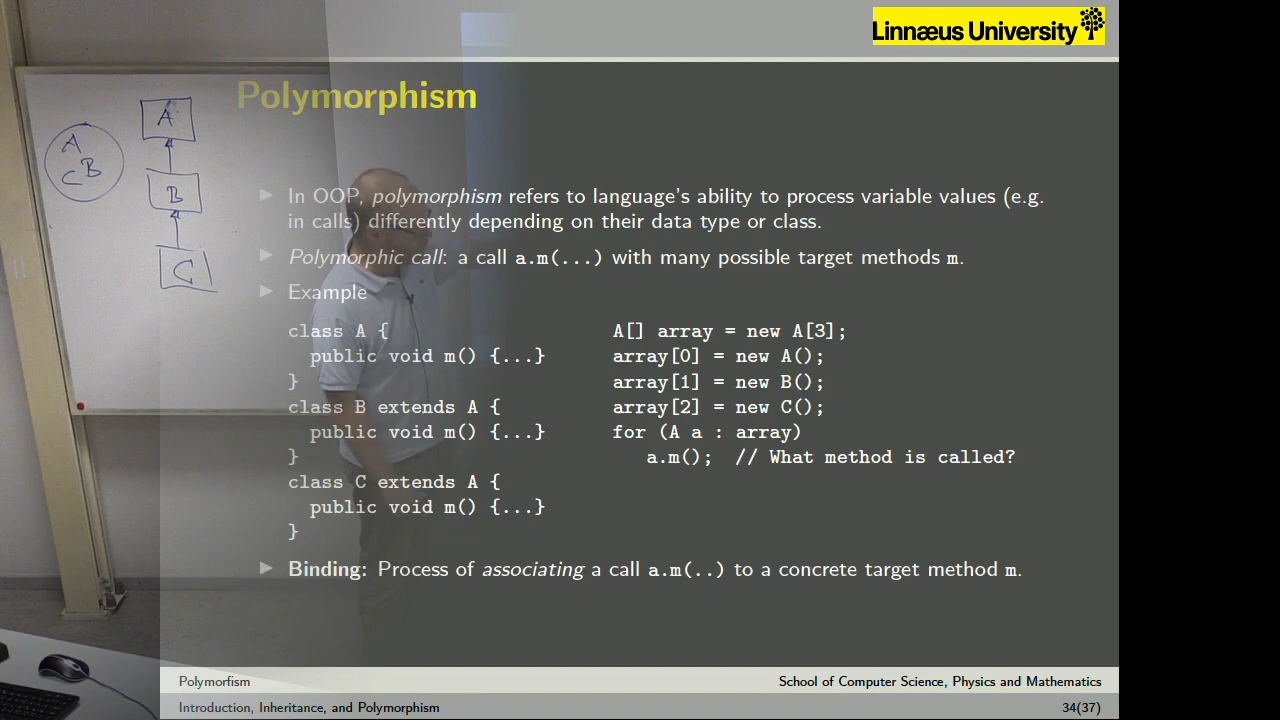 Linnæus University
Polymorphism
A
A
B
C
B
C
In OOP, polymorphism refers to language's ability to process variable values (e.g.
in calls) differently depending on their data type or class.
Polymorphic call: a call a.m(...) with many possible target methods m.
Example
class A {
public void m() {...}
}
class B extends A {
public void m() {...}
}
class C extends A {
public void m() {...}
}
A[] array = new A[3];
array[0] = new A();
array[1] = new B();
array[2] = new C();
for (A a : array)
a.m(); // What method is called?
Binding: Process of associating a call a.m(..) to a concrete target method m.
Polymorfism
School of Computer Science, Physics and Mathematics
Introduction, Inheritance, and Polymorphism
34(37)